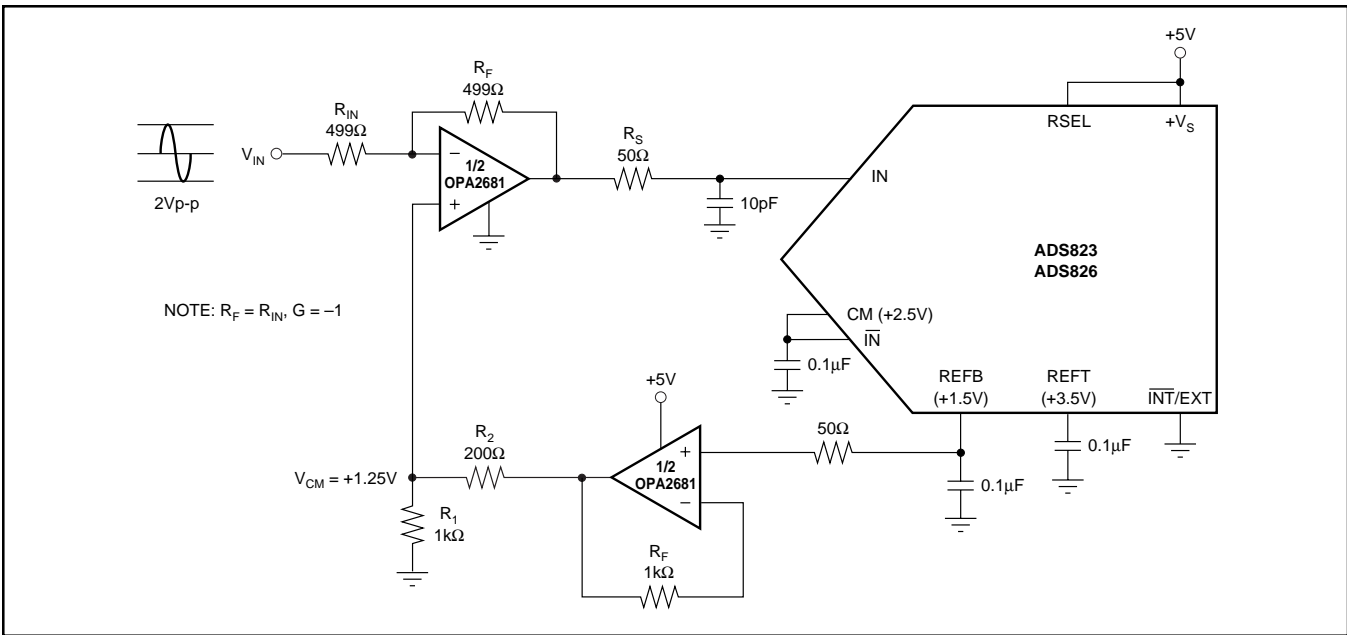 +5V
R_F
499Ω
R_IN
499Ω
RSEL
+V_S
R_S
50Ω
V_IN
−
1/2
OPA2681
+
IN
2Vp-p
10pF
ADS823
ADS826
NOTE: R_F = R_IN, G = –1
CM (+2.5V)
I̅N̅
0.1µF
+5V
REFB
(+1.5V)
REFT
(+3.5V)
I̅N̅T̅/EXT
R_2
200Ω
50Ω
0.1µF
V_CM = +1.25V
+
1/2
OPA2681
−
0.1µF
R_1
1kΩ
R_F
1kΩ